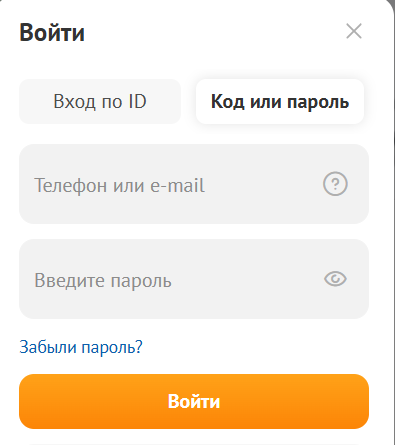 Войти
Вход по ID
Код или пароль
Телефон или e-mail
Введите пароль
Забыли пароль?
Войти